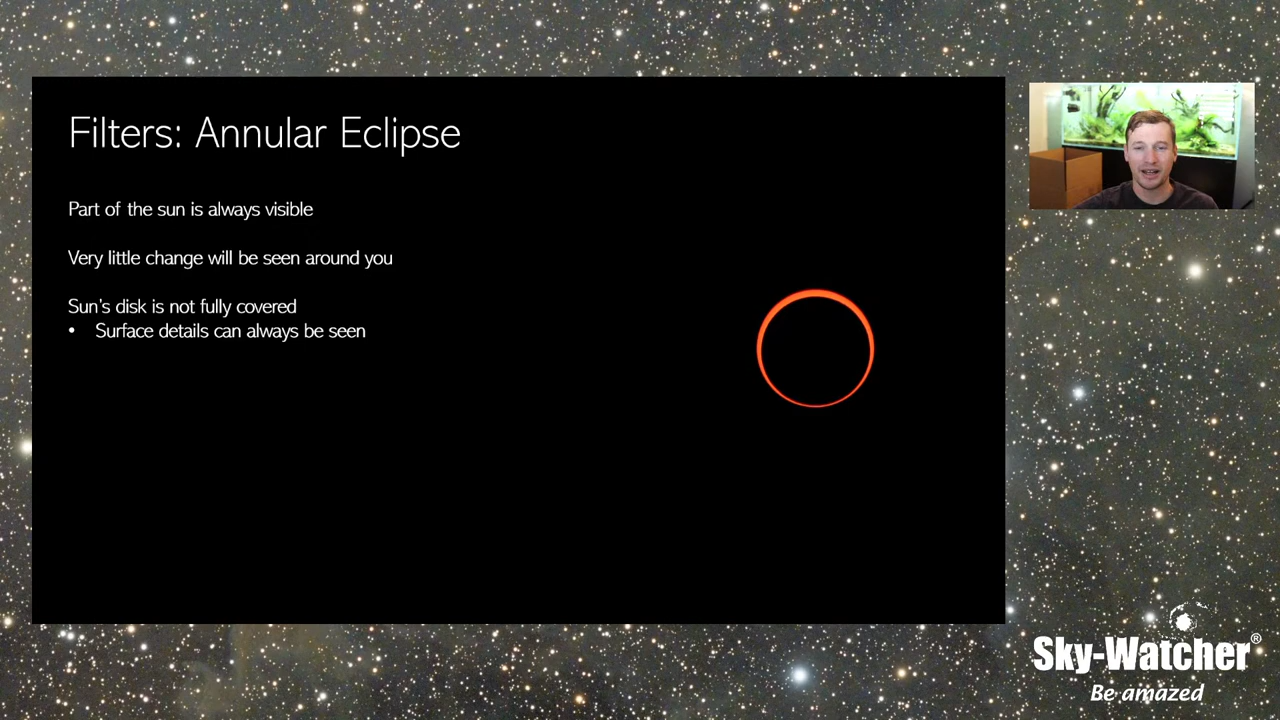 Filters: Annular Eclipse
Part of the sun is always visible
Very little change will be seen around you
Sun's disk is not fully covered
• Surface details can always be seen
Sky-Watcher®
Be amazed